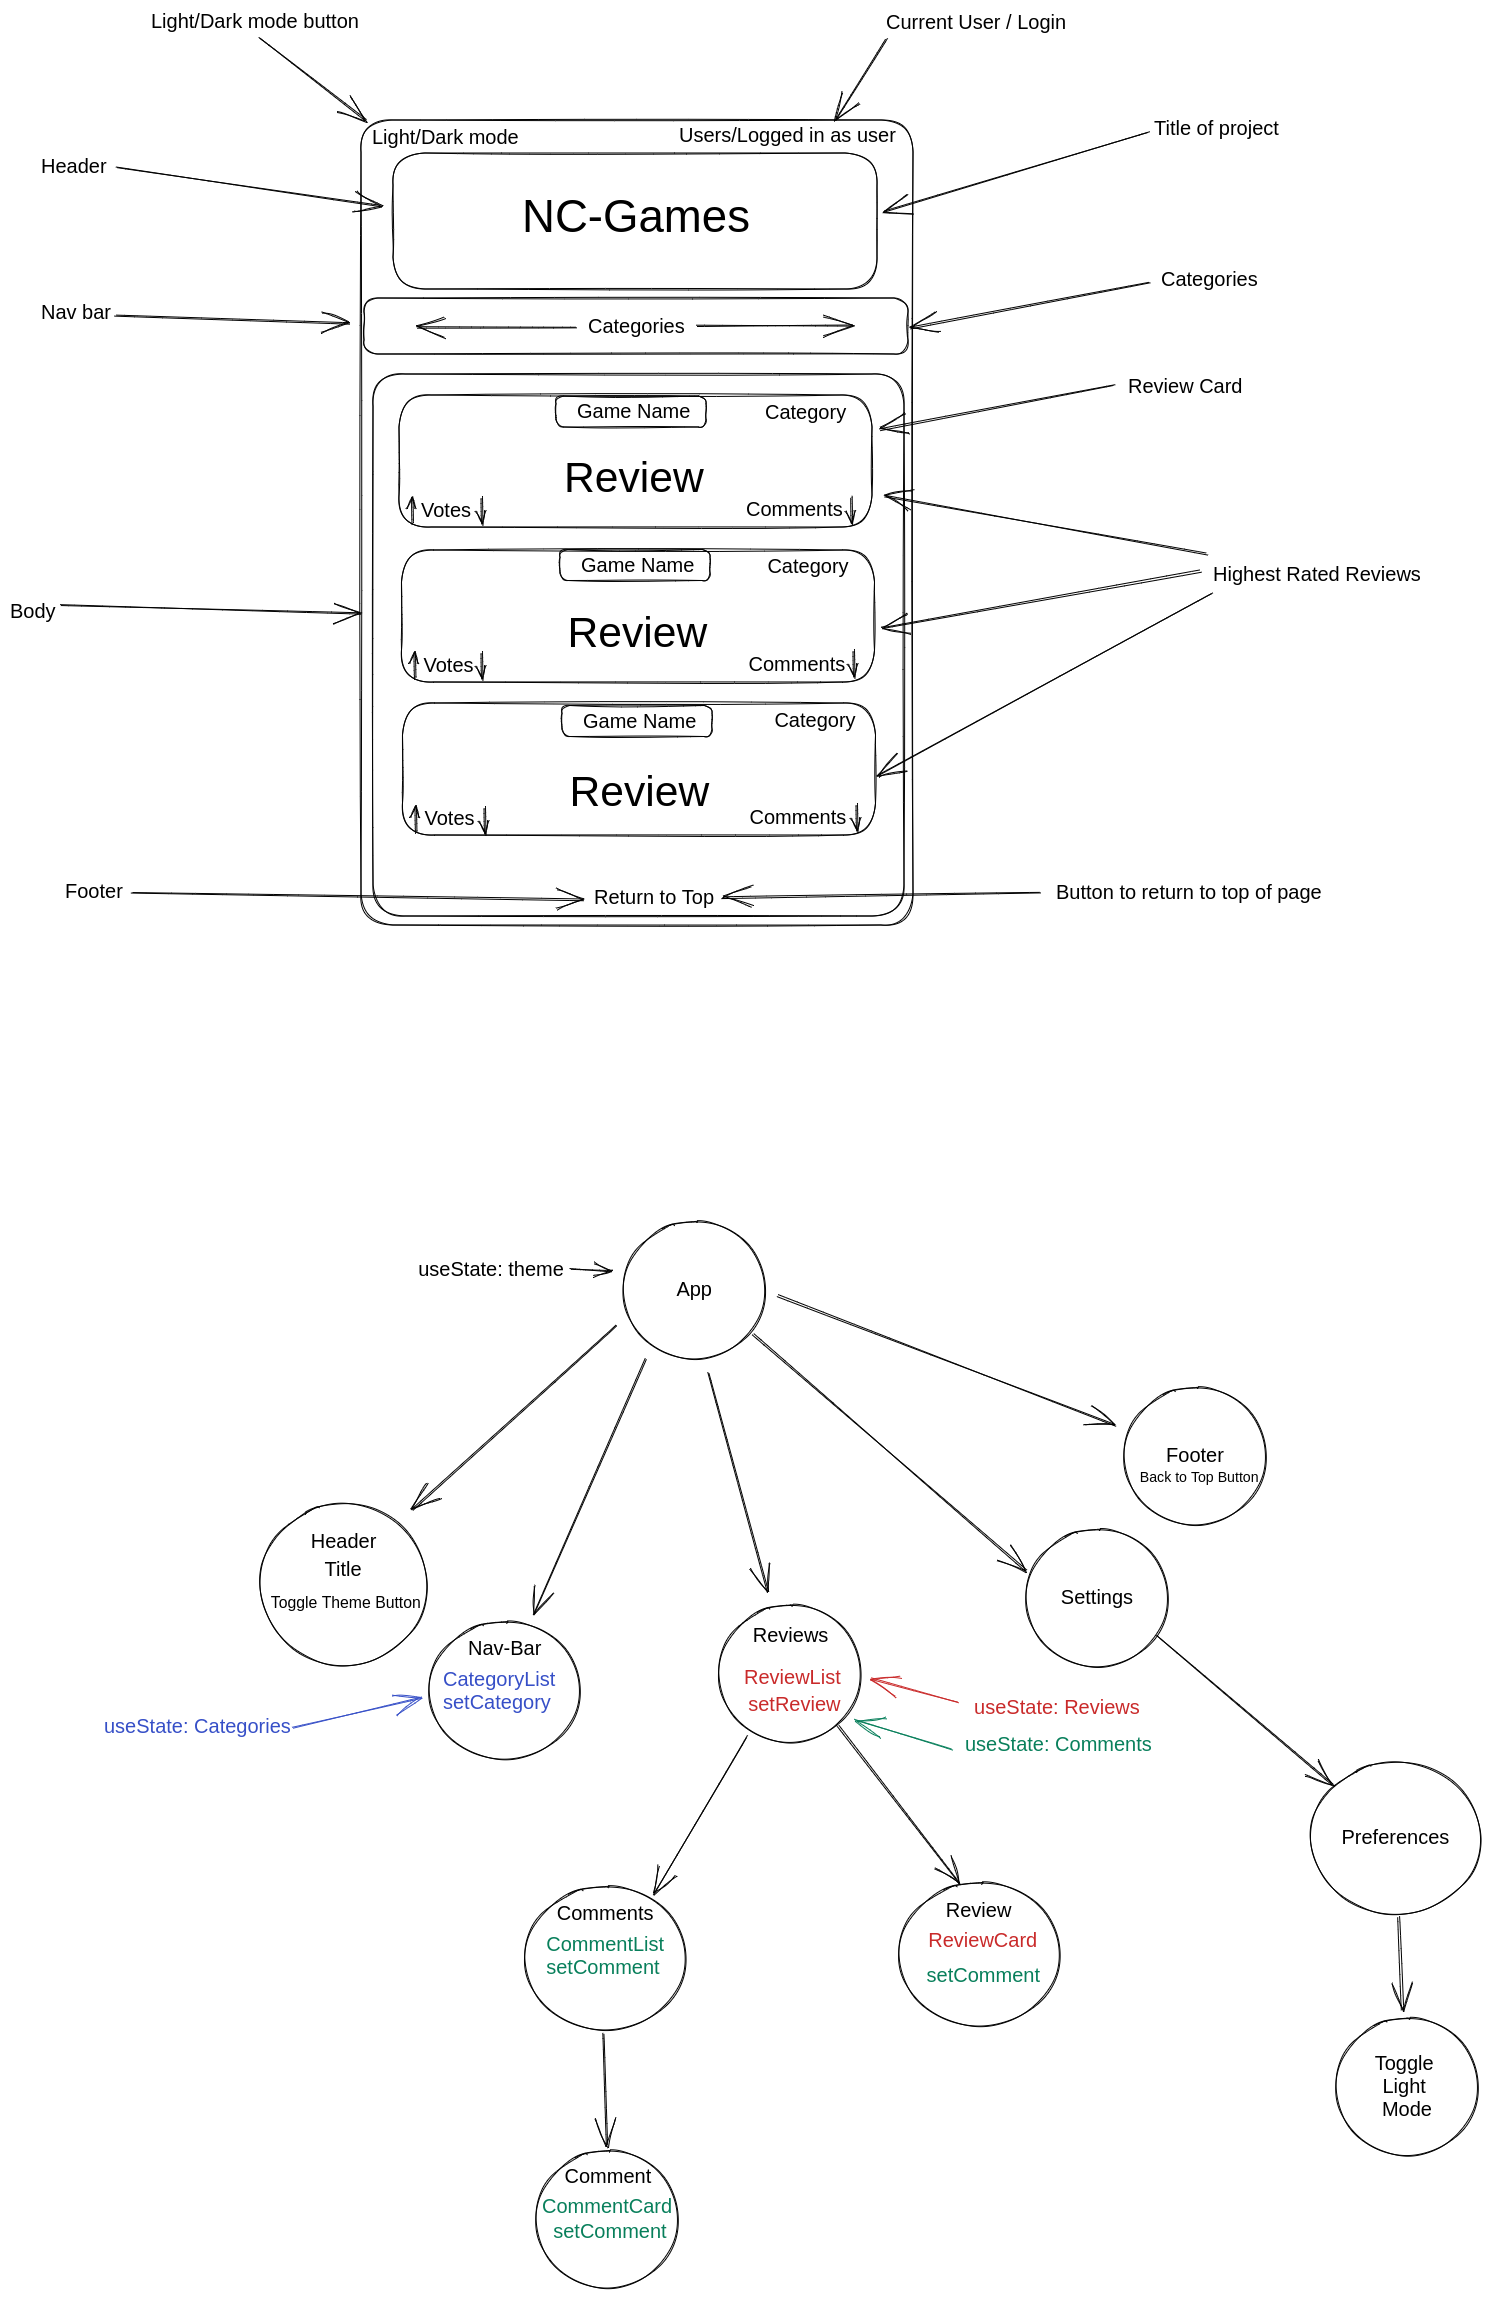 Light/Dark mode button
Current User / Login
Light/Dark mode
Users/Logged in as user
Title of project
Header
NC-Games
Categories
Nav bar
Categories
Review Card
Game Name
Category
Review
Votes
Comments
Game Name
Category
Highest Rated Reviews
Body
Review
Votes
Comments
Game Name
Category
Review
Votes
Comments
Footer
Return to Top
Button to return to top of page
useState: theme
App
Footer
Back to Top Button
Header
Title
Toggle Theme Button
Settings
Nav-Bar
CategoryList
setCategory
useState: Categories
Reviews
ReviewList
setReview
useState: Reviews
useState: Comments
Preferences
Comments
CommentList
setComment
Review
ReviewCard
setComment
Toggle
Light
Mode
Comment
CommentCard
setComment